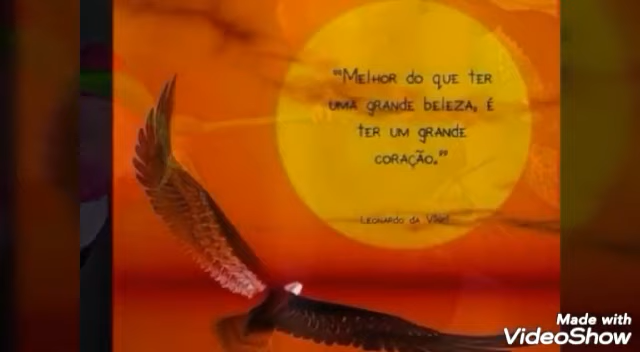 "Melhor do que ter
uma grande beleza, é
ter um grande
coração."
Leonardo da Vinci
Made with
VideoShow